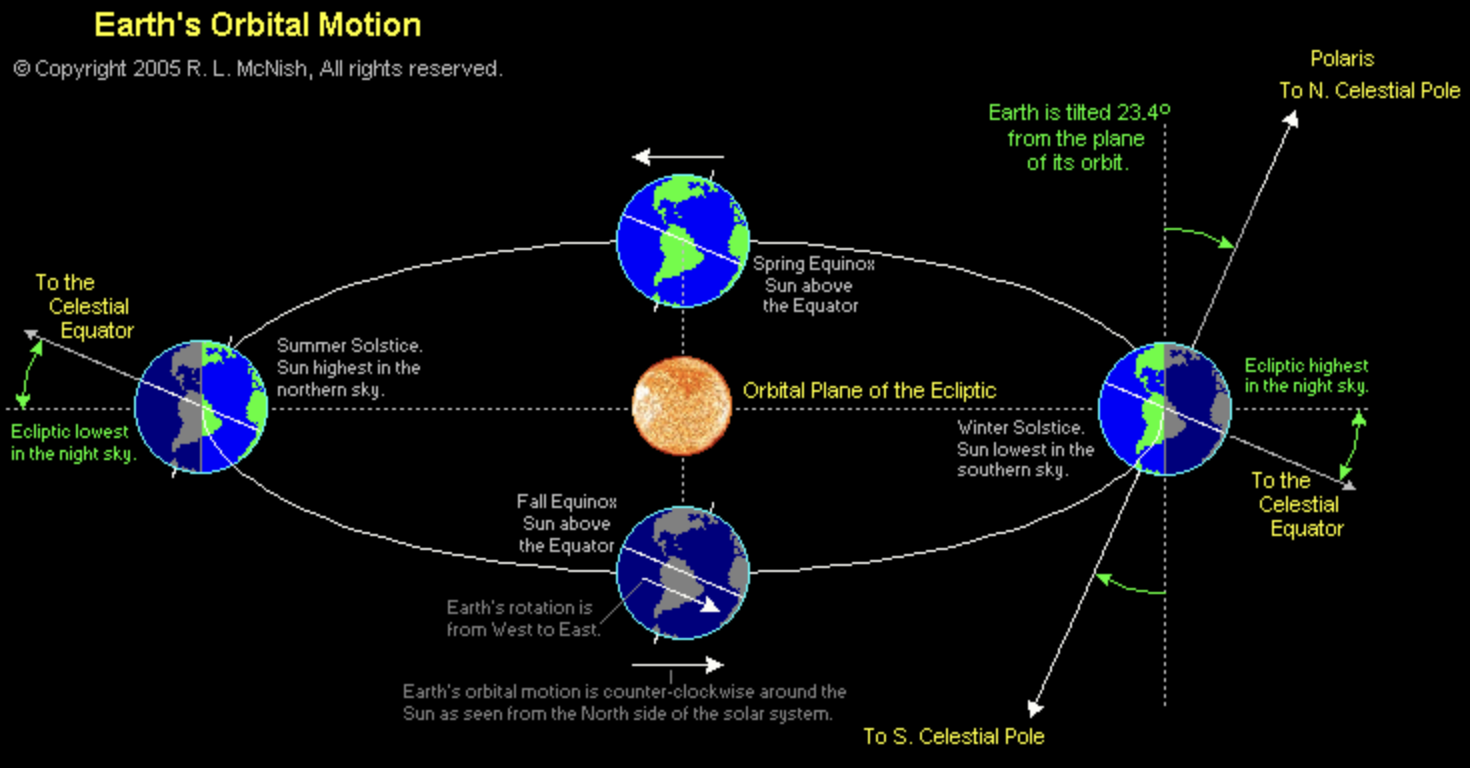 Earth's Orbital Motion
© Copyright 2005 R. L. McNish, All rights reserved.
Polaris
To N. Celestial Pole
Earth is tilted 23.4º
from the plane
of its orbit.
Spring Equinox
Sun above
the Equator
To the
Celestial
Equator
Summer Solstice.
Sun highest in the
northern sky.
Ecliptic lowest
in the night sky.
Orbital Plane of the Ecliptic
Ecliptic highest
in the night sky.
Winter Solstice.
Sun lowest in the
southern sky.
To the
Celestial
Equator
Fall Equinox
Sun above
the Equator
Earth's rotation is
from West to East.
Earth's orbital motion is counter-clockwise around the
Sun as seen from the North side of the solar system.
To S. Celestial Pole